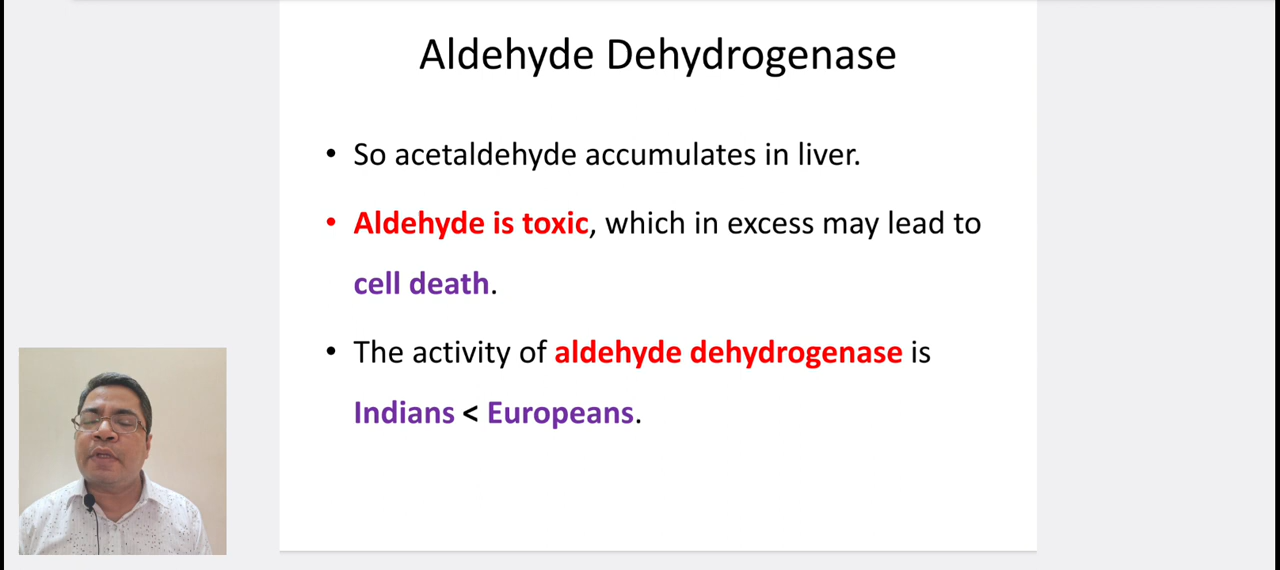 Aldehyde Dehydrogenase
• So acetaldehyde accumulates in liver.
• Aldehyde is toxic, which in excess may lead to
cell death.
• The activity of aldehyde dehydrogenase is
Indians < Europeans.